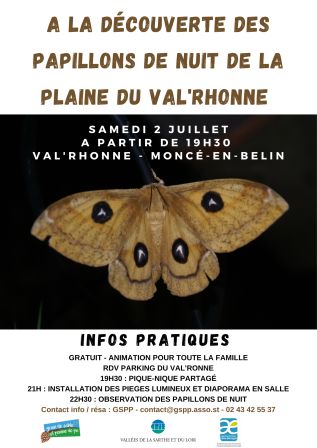 A LA DÉCOUVERTE DES
PAPILLONS DE NUIT DE LA
PLAINE DU VAL'RHONNE
SAMEDI 2 JUILLET
A PARTIR DE 19H30
VAL'RHONNE - MONCÉ-EN-BELIN
INFOS PRATIQUES
GRATUIT - ANIMATION POUR TOUTE LA FAMILLE
RDV PARKING DU VAL'RONNE
19H30 : PIQUE-NIQUE PARTAGÉ
21H : INSTALLATION DES PIEGES LUMINEUX ET DIAPORAMA EN SALLE
22H30 : OBSERVATION DES PAPILLONS DE NUIT
Contact info / résa : GSPP - contact@gspp.asso.st - 02 43 42 55 37
VALLÉES DE LA SARTHE ET DU LOIR